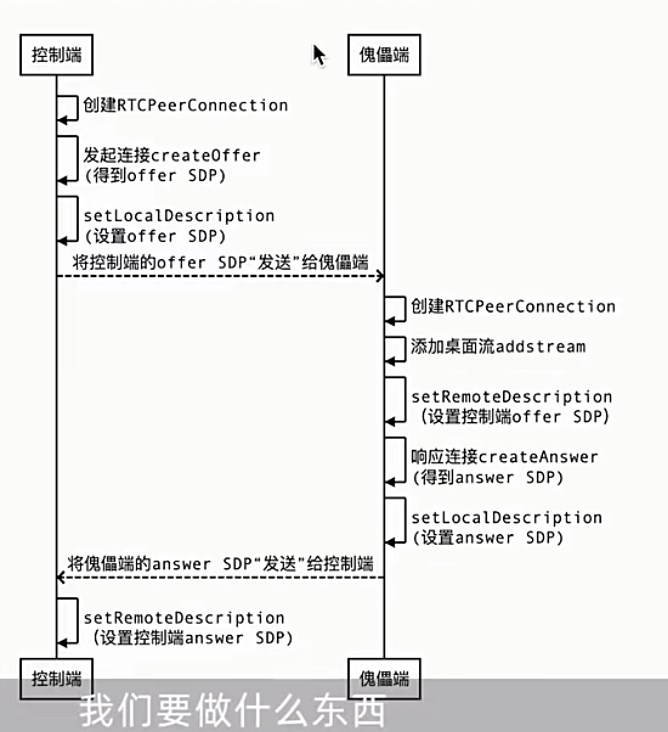 控制端
傀儡端
创建RTCPeerConnection
发起连接createOffer
(得到offer SDP)
setLocalDescription
(设置offer SDP)
将控制端的offer SDP“发送”给傀儡端
创建RTCPeerConnection
添加桌面流addstream
setRemoteDescription
(设置控制端offer SDP)
响应连接createAnswer
(得到answer SDP)
setLocalDescription
(设置answer SDP)
将傀儡端的answer SDP“发送”给控制端
setRemoteDescription
(设置控制端answer SDP)
控制端
傀儡端
我们要做什么东西